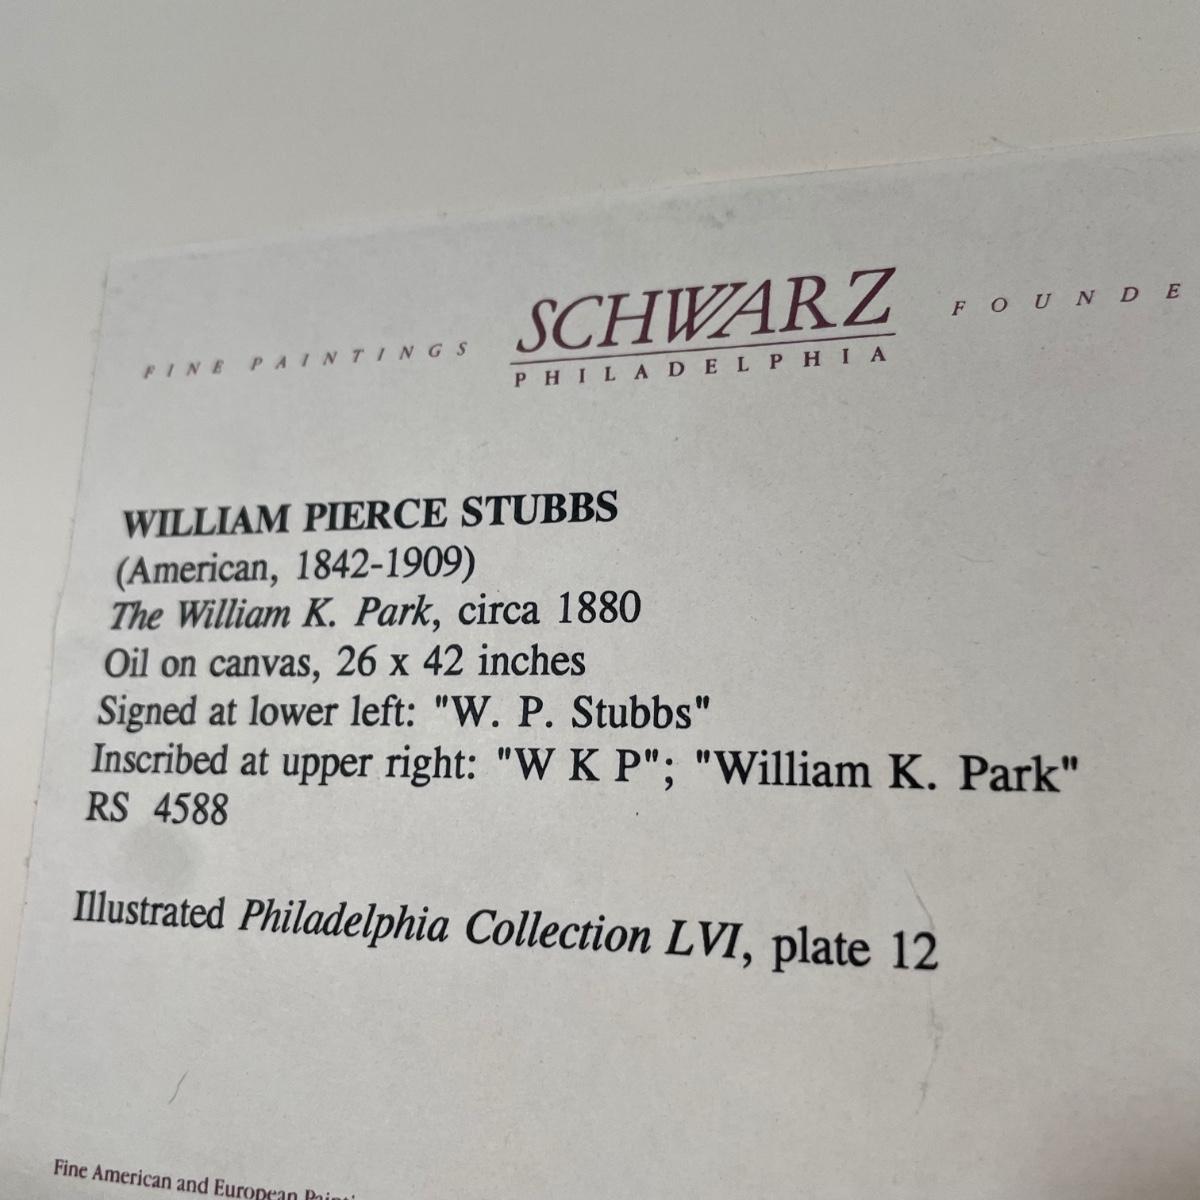 FINE PAINTINGS SCHWARZ FOUNDE
PHILADELPHIA
WILLIAM PIERCE STUBBS
(American, 1842-1909)
The William K. Park, circa 1880
Oil on canvas, 26 x 42 inches
Signed at lower left: "W. P. Stubbs"
Inscribed at upper right: "W K P"; "William K. Park"
RS 4588
Illustrated Philadelphia Collection LVI, plate 12
Fine American and European